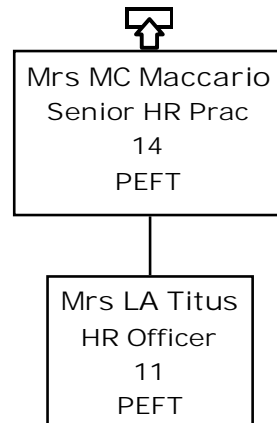 Mrs MC Maccario
Senior HR Prac
14
PEFT
Mrs LA Titus
HR Officer
11
PEFT